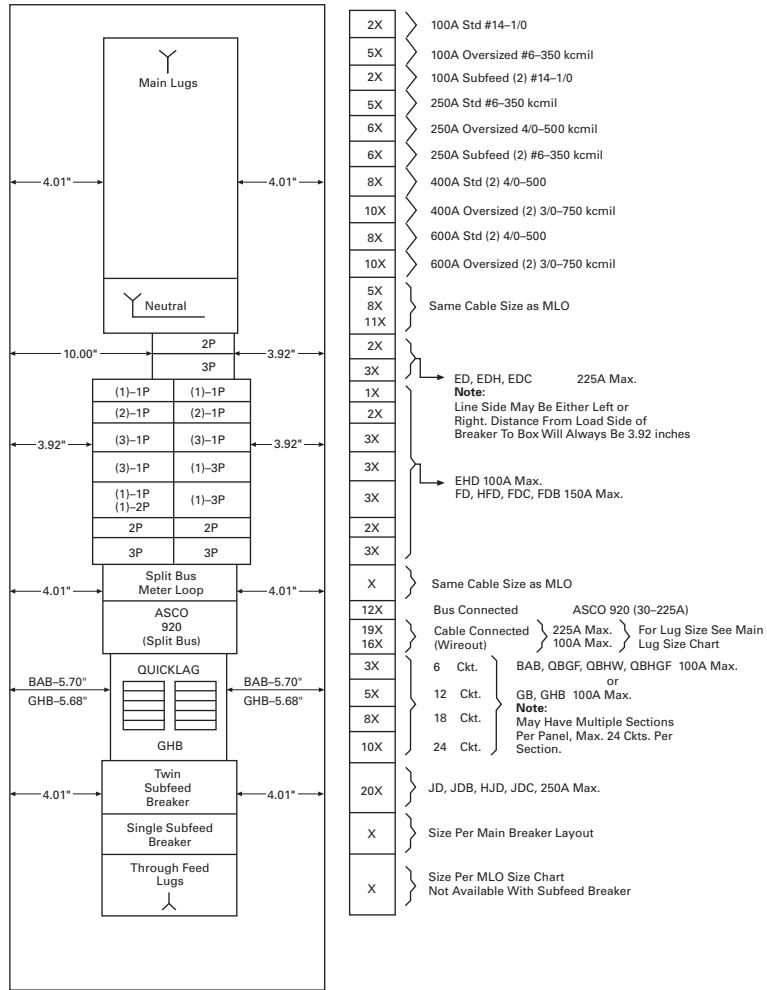 Main Lugs
4.01"
4.01"
Neutral
10.00"
2P
3P
3.92"
(1)–1P
(1)–1P
(2)–1P
(2)–1P
3.92"
(3)–1P
(3)–1P
3.92"
(3)–1P
(1)–3P
(1)–1P
(1)–2P
(1)–3P
2P
2P
3P
3P
4.01"
Split Bus
Meter Loop
4.01"
ASCO
920
(Split Bus)
BAB–5.70"
GHB–5.68"
QUICKLAG
GHB
BAB–5.70"
GHB–5.68"
4.01"
Twin
Subfeed
Breaker
4.01"
Single Subfeed
Breaker
Through Feed
Lugs
2X 100A Std #14–1/0
5X 100A Oversized #6–350 kcmil
2X 100A Subfeed (2) #14–1/0
5X 250A Std #6–350 kcmil
6X 250A Oversized 4/0–500 kcmil
6X 250A Subfeed (2) #6–350 kcmil
8X 400A Std (2) 4/0–500
10X 400A Oversized (2) 3/0–750 kcmil
8X 600A Std (2) 4/0–500
10X 600A Oversized (2) 3/0–750 kcmil
5X
8X
11X
Same Cable Size as MLO
2X
3X
ED, EDH, EDC 225A Max.
Note:
Line Side May Be Either Left or
Right. Distance From Load Side of
Breaker To Box Will Always Be 3.92 inches
1X
2X
3X
3X
3X
2X
3X
EHD 100A Max.
FD, HFD, FDC, FDB 150A Max.
X Same Cable Size as MLO
12X Bus Connected ASCO 920 (30–225A)
19X
16X
Cable Connected
(Wireout)
225A Max.
100A Max.
For Lug Size See Main
Lug Size Chart
3X 6 Ckt.
5X 12 Ckt.
8X 18 Ckt.
10X 24 Ckt.
BAB, QBGF, QBHW, QBHGF 100A Max.
or
GB, GHB 100A Max.
Note:
May Have Multiple Sections
Per Panel, Max. 24 Ckts. Per
Section.
20X JD, JDB, HJD, JDC, 250A Max.
X Size Per Main Breaker Layout
X
Size Per MLO Size Chart
Not Available With Subfeed Breaker